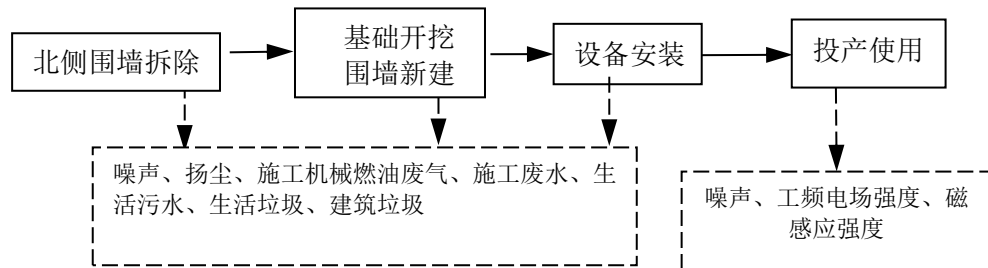 北侧围墙拆除
基础开挖
围墙新建
设备安装
投产使用
噪声、扬尘、施工机械燃油废气、施工废水、生
活污水、生活垃圾、建筑垃圾
噪声、工频电场强度、磁
感应强度